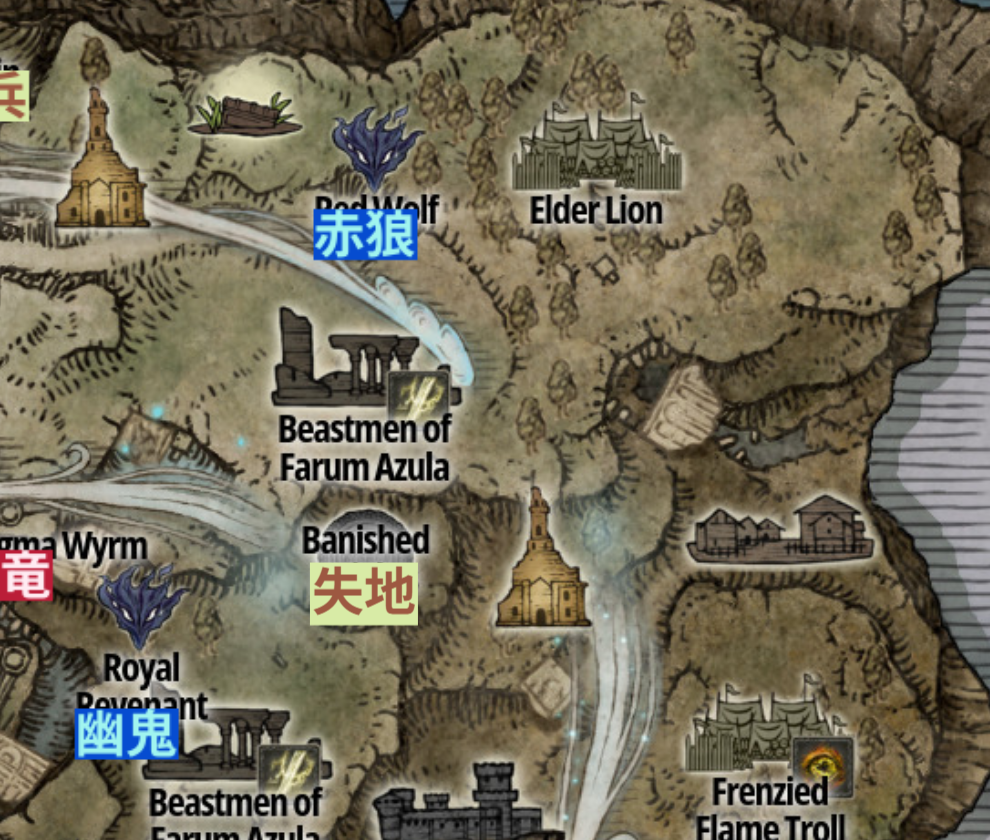 兵
Red Wolf
赤狼
Elder Lion
Beastmen of
Farum Azula
Banished
失地
gma Wyrm
竜
Royal
Revenant
幽鬼
Beastmen of
Farum Azula
Frenzied
Flame Troll